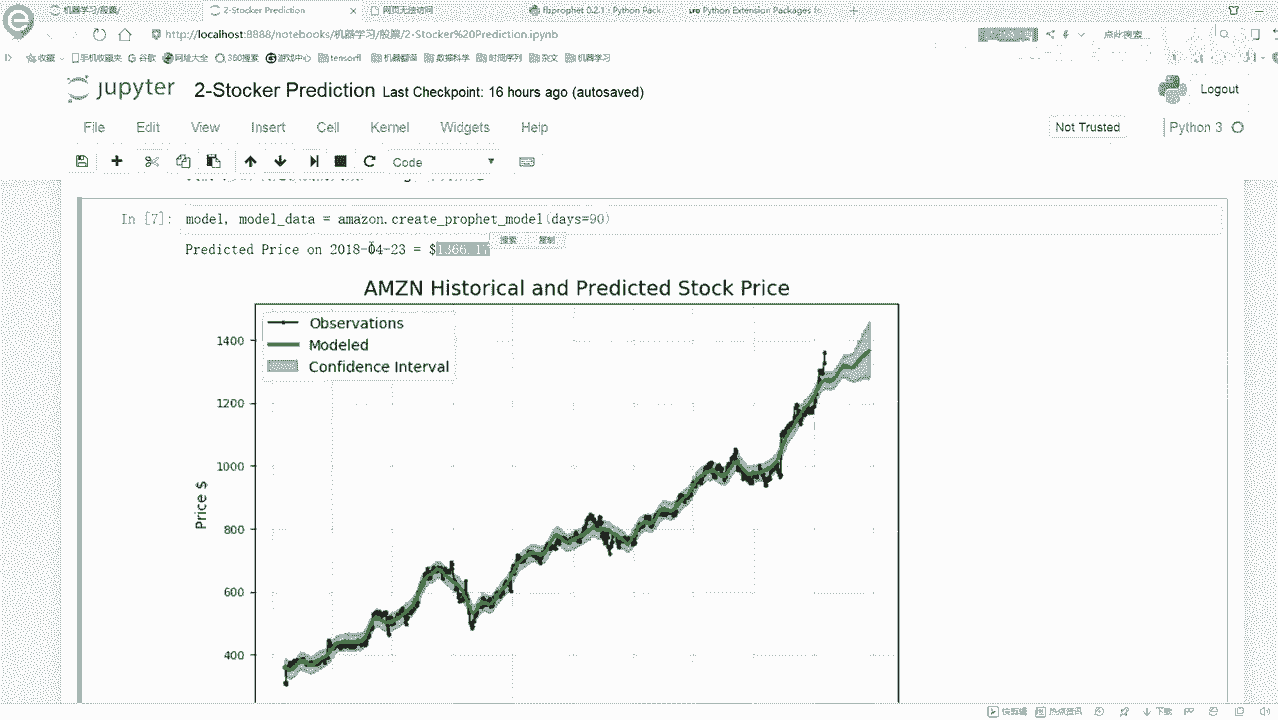 机器学习/股票/
2-Stocker Prediction
网页无法访问
fbprophet 0.2.1 : Python Pack
Python Extension Packages fo
http://localhost:8888/notebooks/机器学习/股票/2-Stocker%20Prediction.ipynb
点此搜索
收藏 手机收藏夹 谷歌 网址大全 360搜索 游戏中心 tensorfl 机器翻译 数据科学 时间序列 杂文 机器学习
jupyter 2-Stocker Prediction Last Checkpoint: 16 hours ago (autosaved)
Logout
File Edit View Insert Cell Kernel Widgets Help
Not Trusted
Python 3
Code
In [7]: model, model_data = amazon.create_prophet_model(days=90)
Predicted Price on 2018-04-23 = $1366.17
搜索 复制
AMZN Historical and Predicted Stock Price
Observations
Modeled
Confidence Interval
1400
1200
1000
800
600
400
Price $
快剪辑 热点资讯 下载